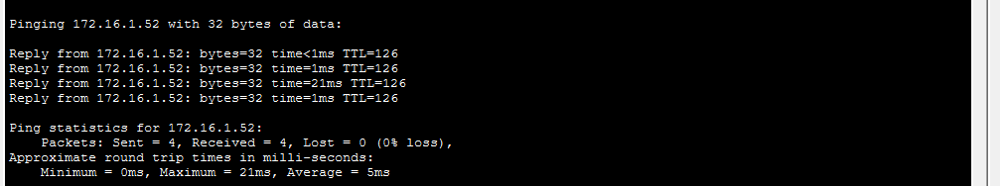 Pinging 172.16.1.52 with 32 bytes of data:
Reply from 172.16.1.52: bytes=32 time<1ms TTL=126
Reply from 172.16.1.52: bytes=32 time=1ms TTL=126
Reply from 172.16.1.52: bytes=32 time=21ms TTL=126
Reply from 172.16.1.52: bytes=32 time=1ms TTL=126
Ping statistics for 172.16.1.52:
Packets: Sent = 4, Received = 4, Lost = 0 (0% loss),
Approximate round trip times in milli-seconds:
Minimum = 0ms, Maximum = 21ms, Average = 5ms